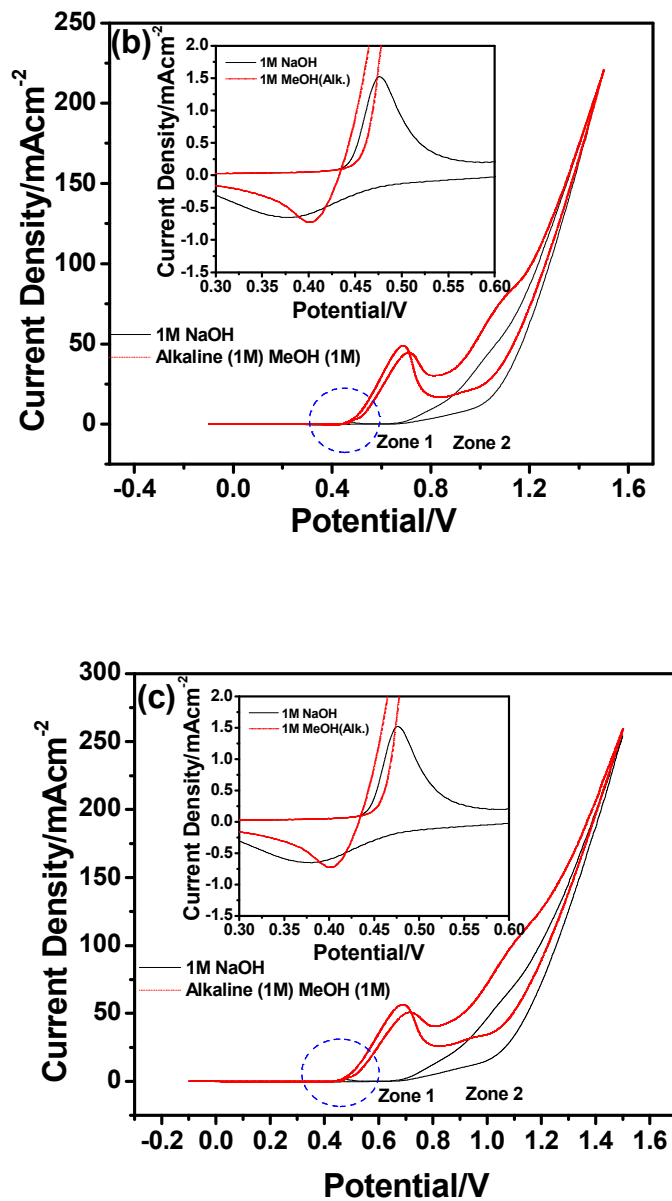 (b)
Current Density/mAcm-2
250
200
150
100
50
0
-0.4
0.0
0.4
0.8
1.2
1.6
Potential/V
1M NaOH
Alkaline (1M) MeOH (1M)
Zone 1
Zone 2
Current Density/mAcm-2
2.0
1.5
1.0
0.5
0.0
-0.5
-1.0
-1.5
0.30
0.35
0.40
0.45
0.50
0.55
0.60
Potential/V
1M NaOH
1M MeOH(Alk.)
(c)
Current Density/mAcm-2
300
250
200
150
100
50
0
-0.2
0.0
0.2
0.4
0.6
0.8
1.0
1.2
1.4
1.6
Potential/V
1M NaOH
Alkaline (1M) MeOH (1M)
Zone 1
Zone 2
Current Density/mAcm-2
2.0
1.5
1.0
0.5
0.0
-0.5
-1.0
-1.5
0.30
0.35
0.40
0.45
0.50
0.55
0.60
Potential/V
1M NaOH
1M MeOH(Alk.)